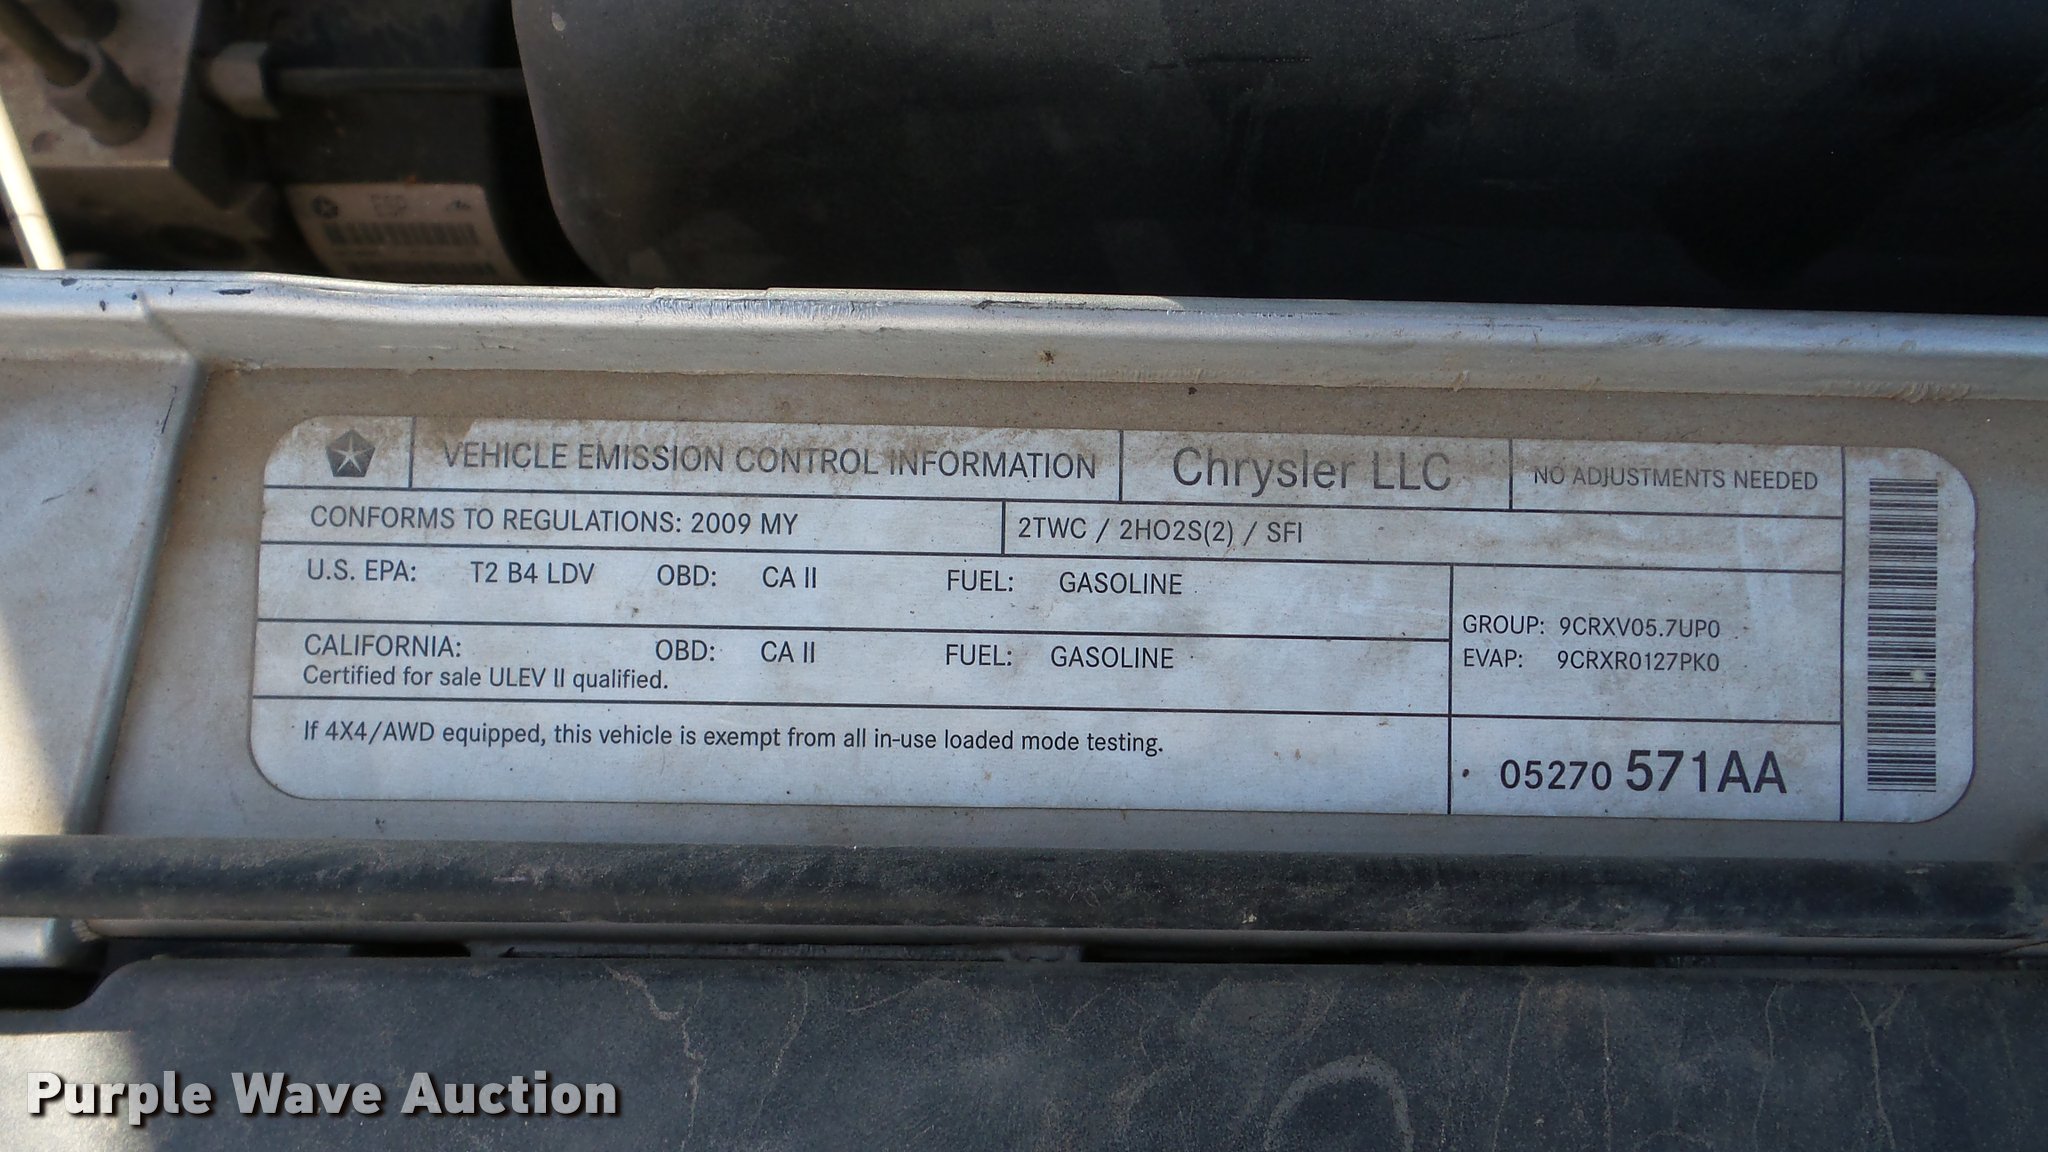 ESP
VEHICLE EMISSION CONTROL INFORMATION
Chrysler LLC
NO ADJUSTMENTS NEEDED
CONFORMS TO REGULATIONS: 2009 MY
2TWC / 2HO2S(2) / SFI
U.S. EPA: T2 B4 LDV OBD: CA II FUEL: GASOLINE
CALIFORNIA: OBD: CA II FUEL: GASOLINE
Certified for sale ULEV II qualified.
GROUP: 9CRXV05.7UP0
EVAP: 9CRXR0127PK0
If 4X4/AWD equipped, this vehicle is exempt from all in-use loaded mode testing.
05270 571AA
Purple Wave Auction